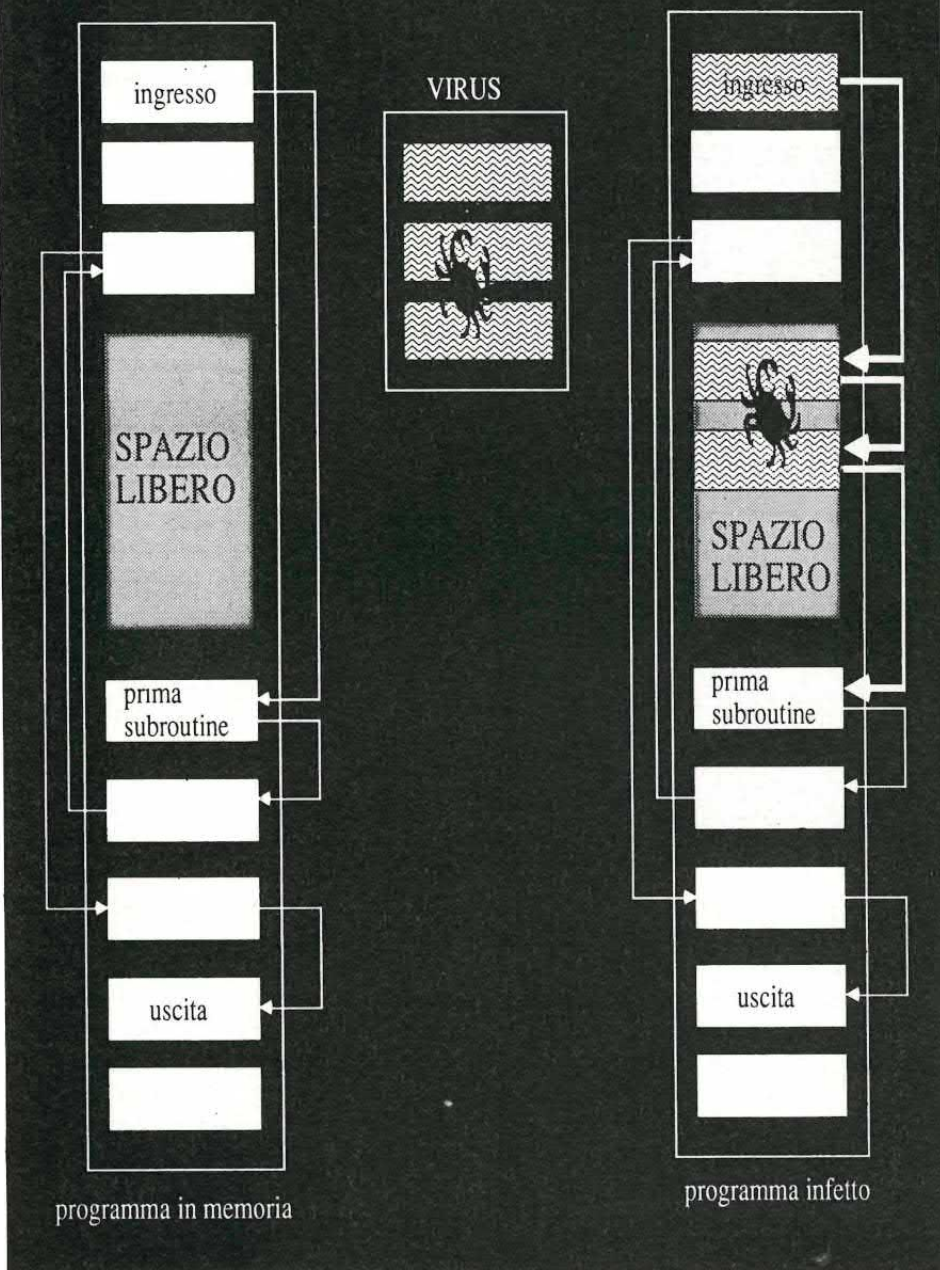 ingresso
SPAZIO
LIBERO
prima
subroutine
uscita
programma in memoria
VIRUS
ingresso
SPAZIO
LIBERO
prima
subroutine
uscita
programma infetto